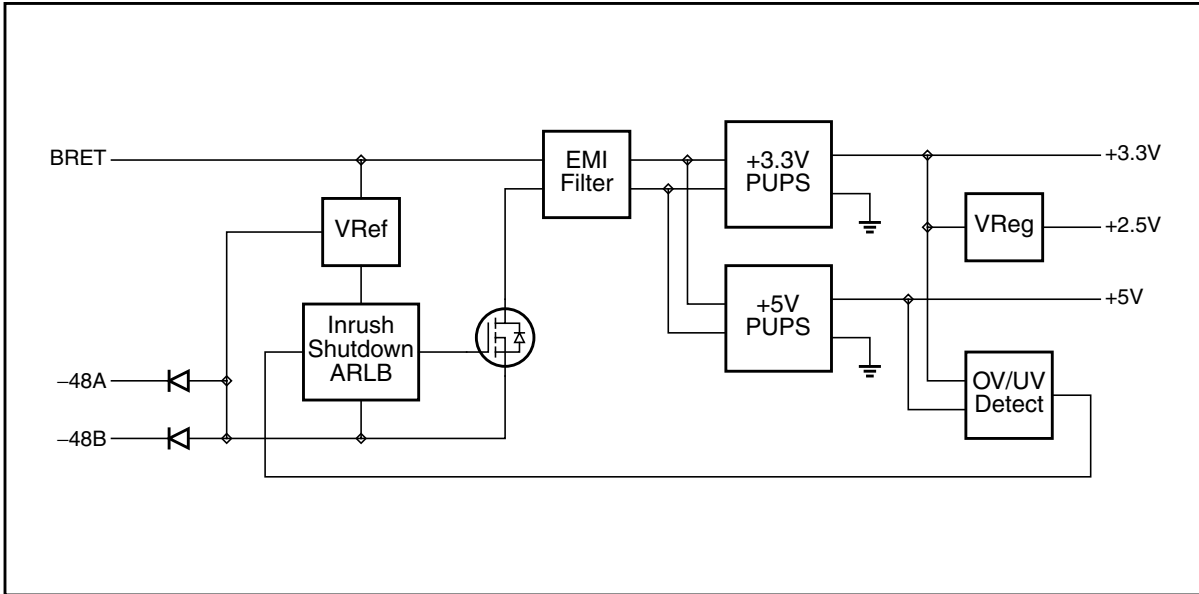 BRET
EMI
Filter
+3.3V
PUPS
+3.3V
VRef
VReg
+2.5V
+5V
PUPS
+5V
Inrush
Shutdown
ARLB
–48A
OV/UV
Detect
–48B